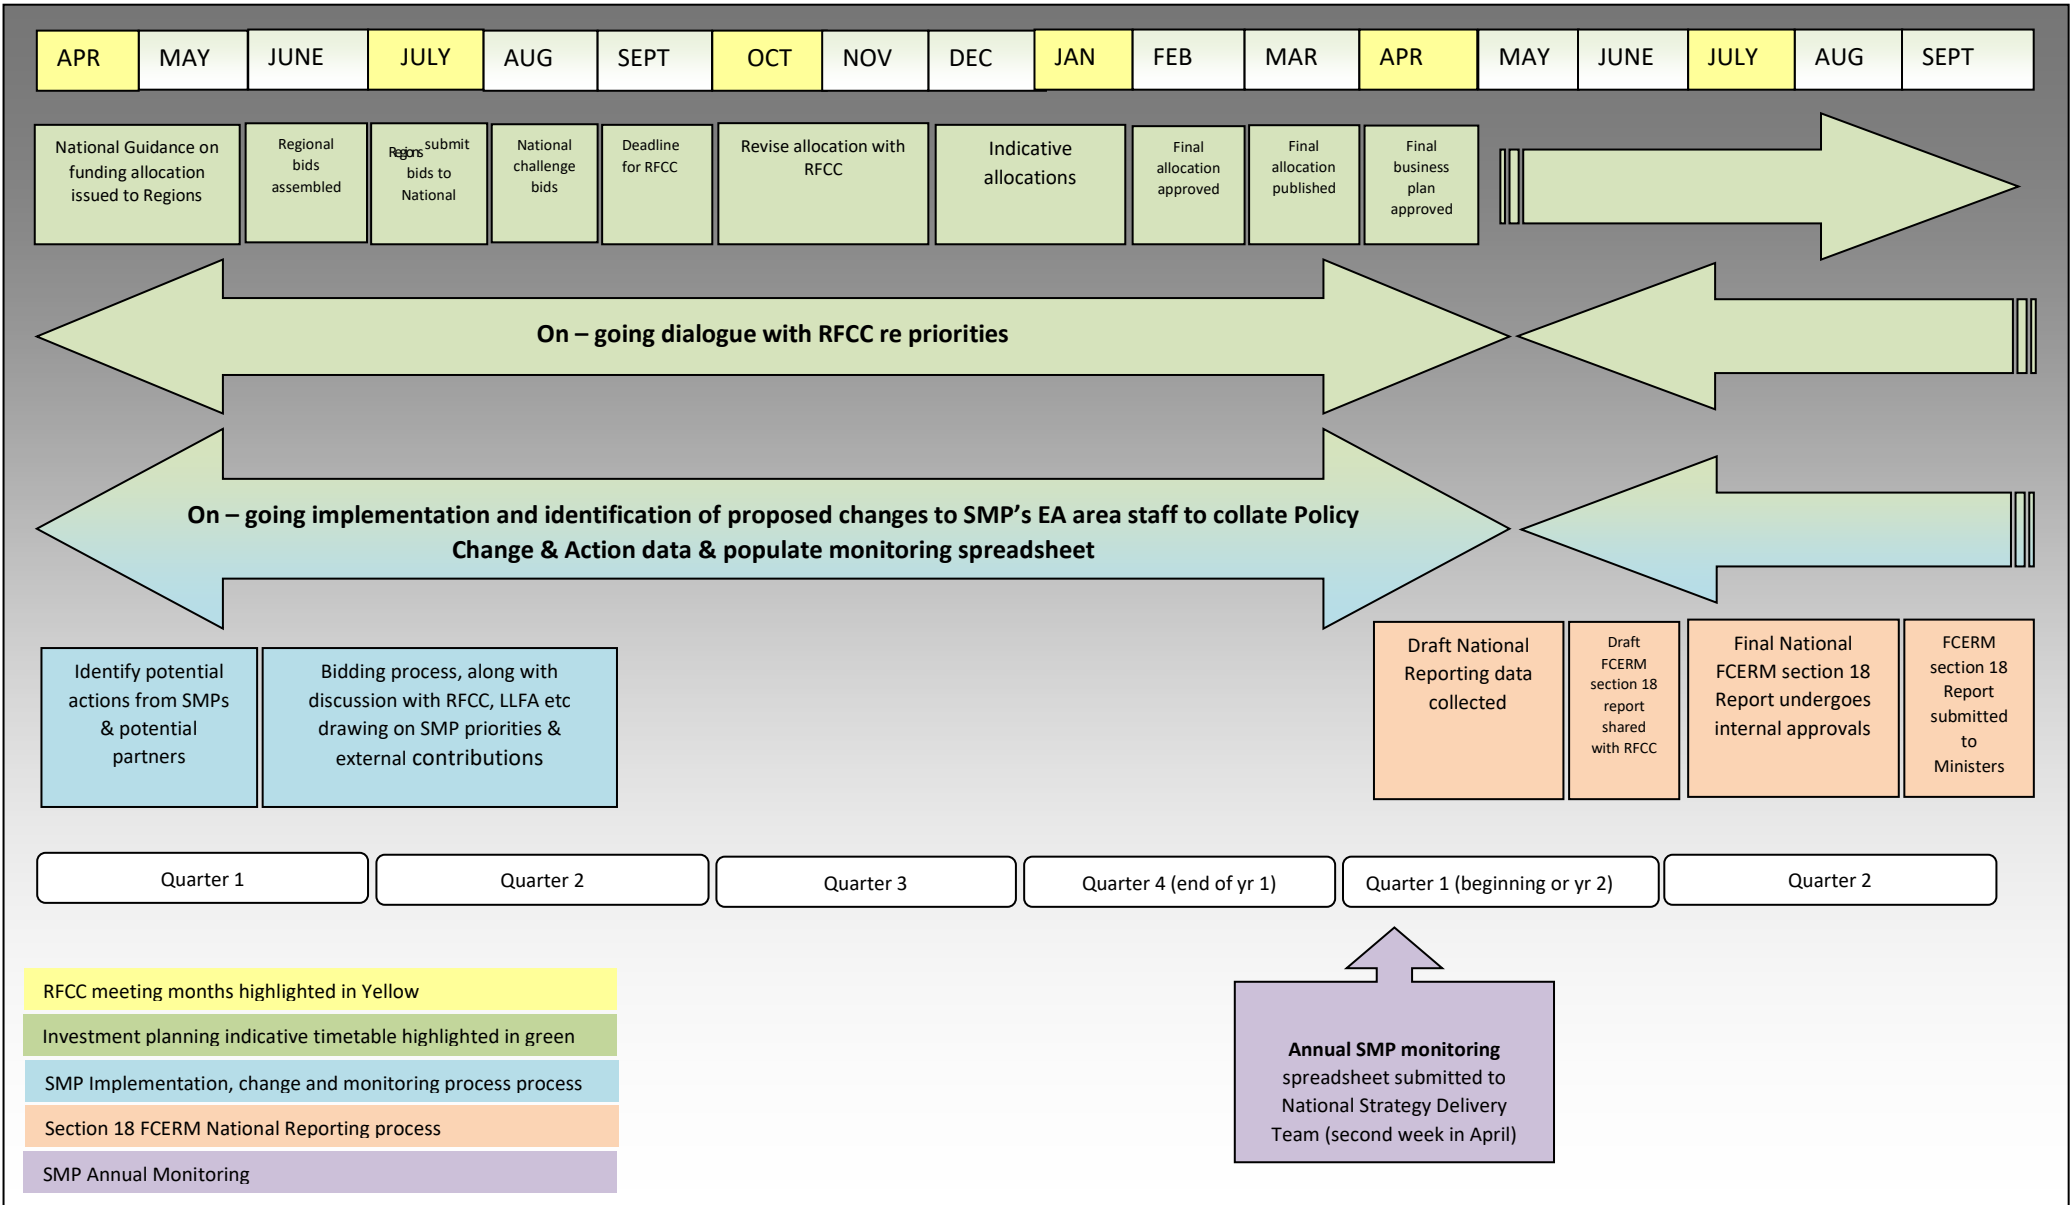 APR
MAY
JUNE
JULY
AUG
SEPT
OCT
NOV
DEC
JAN
FEB
MAR
APR
MAY
JUNE
JULY
AUG
SEPT
National Guidance on
funding allocation
issued to Regions
Regional
bids
assembled
Regions submit
bids to
National
National
challenge
bids
Deadline
for RFCC
Revise allocation with
RFCC
Indicative
allocations
Final
allocation
approved
Final
allocation
published
Final
business
plan
approved
On – going dialogue with RFCC re priorities
On – going implementation and identification of proposed changes to SMP's EA area staff to collate Policy
Change & Action data & populate monitoring spreadsheet
Identify potential
actions from SMPs
& potential
partners
Bidding process, along with
discussion with RFCC, LLFA etc
drawing on SMP priorities &
external contributions
Draft National
Reporting data
collected
Draft
FCERM
section 18
report
shared
with RFCC
Final National
FCERM section 18
Report undergoes
internal approvals
FCERM
section 18
Report
submitted
to
Ministers
Quarter 1
Quarter 2
Quarter 3
Quarter 4 (end of yr 1)
Quarter 1 (beginning or yr 2)
Quarter 2
RFCC meeting months highlighted in Yellow
Investment planning indicative timetable highlighted in green
SMP Implementation, change and monitoring process process
Section 18 FCERM National Reporting process
SMP Annual Monitoring
Annual SMP monitoring
spreadsheet submitted to
National Strategy Delivery
Team (second week in April)